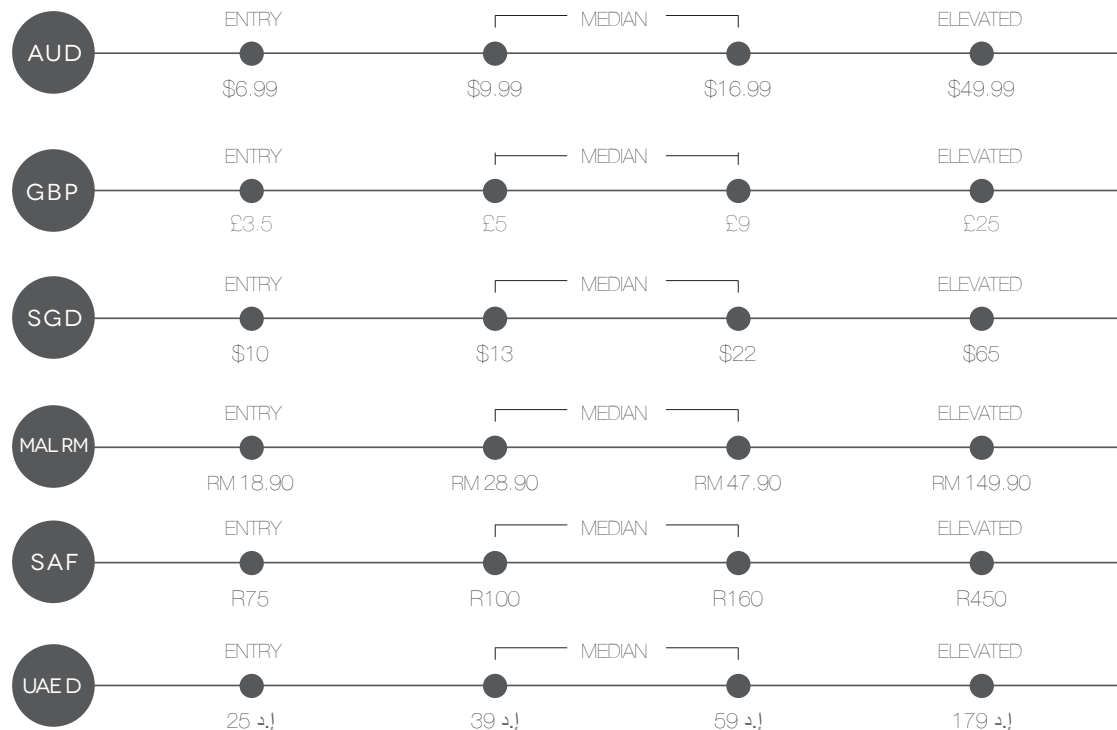 ENTRY MEDIAN ELEVATED
AUD
$6.99 $9.99 $16.99 $49.99
ENTRY MEDIAN ELEVATED
GBP
£3.5 £5 £9 £25
ENTRY MEDIAN ELEVATED
SGD
$10 $13 $22 $65
ENTRY MEDIAN ELEVATED
MAL RM
RM 18.90 RM 28.90 RM 47.90 RM 149.90
ENTRY MEDIAN ELEVATED
SAF
R75 R100 R160 R450
ENTRY MEDIAN ELEVATED
UAE D
25 د.إ 39 د.إ 59 د.إ 179 د.إ